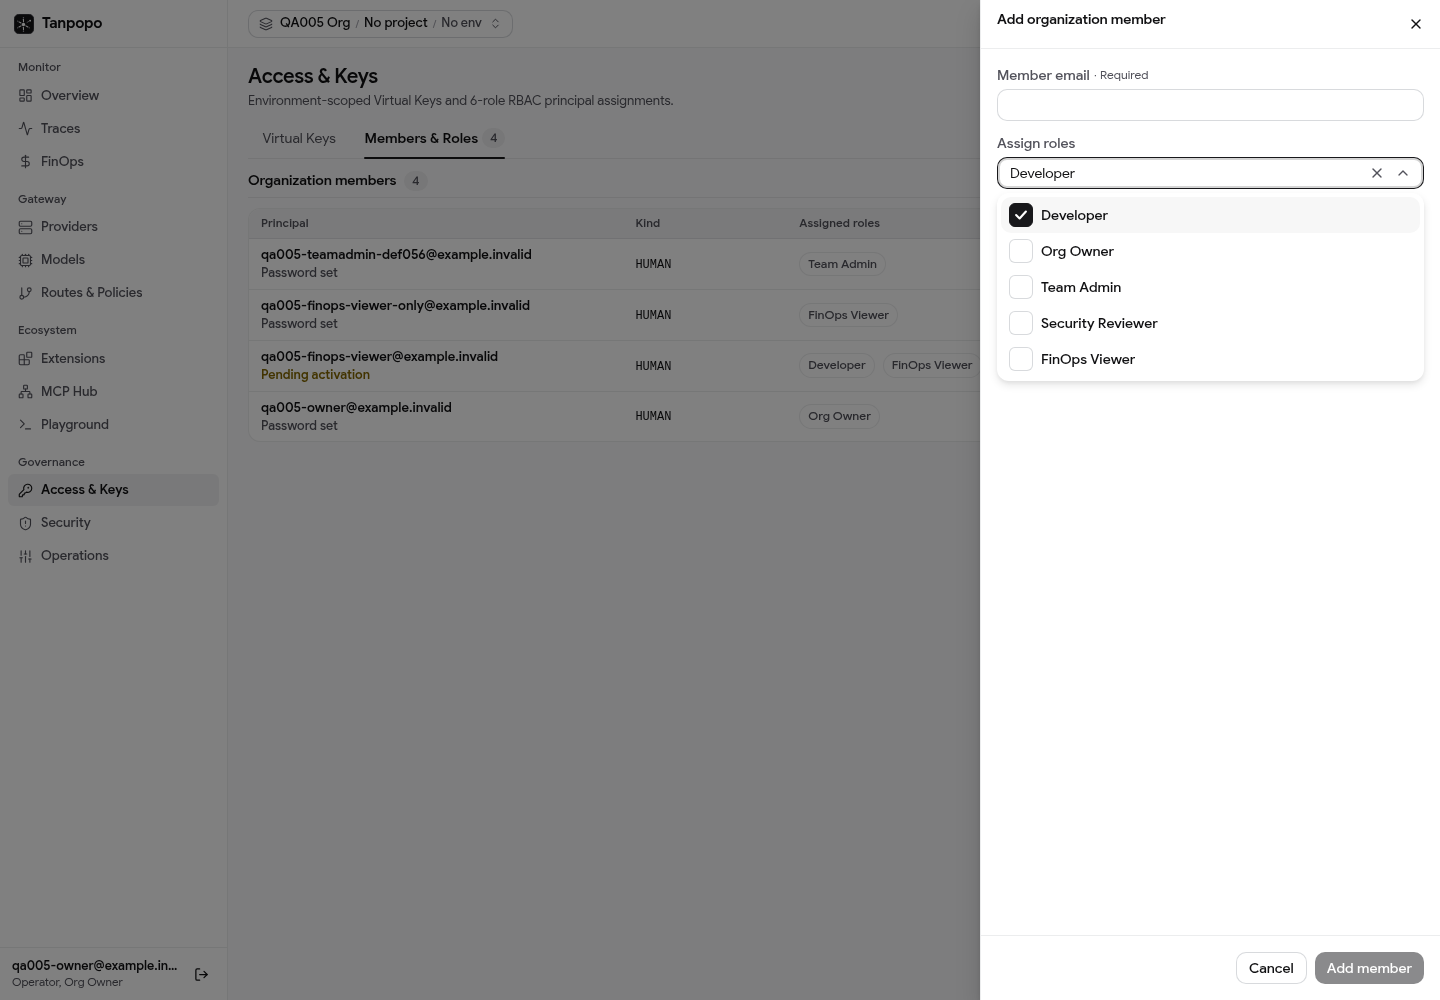 Tanpopo
QA005 Org / No project / No env
Monitor
Overview
Traces
FinOps
Gateway
Providers
Models
Routes & Policies
Ecosystem
Extensions
MCP Hub
Playground
Governance
Access & Keys
Security
Operations
qa005-owner@example.in...
Operator, Org Owner
Access & Keys
Environment-scoped Virtual Keys and 6-role RBAC principal assignments.
Virtual Keys
Members & Roles 4
Organization members 4
Principal Kind Assigned roles
qa005-teamadmin-def056@example.invalid HUMAN Team Admin
Password set
qa005-finops-viewer-only@example.invalid HUMAN FinOps Viewer
Password set
qa005-finops-viewer@example.invalid HUMAN Developer FinOps Viewer
Pending activation
qa005-owner@example.invalid HUMAN Org Owner
Password set
Add organization member
Member email · Required
Assign roles
Developer
Developer
Org Owner
Team Admin
Security Reviewer
FinOps Viewer
Cancel
Add member